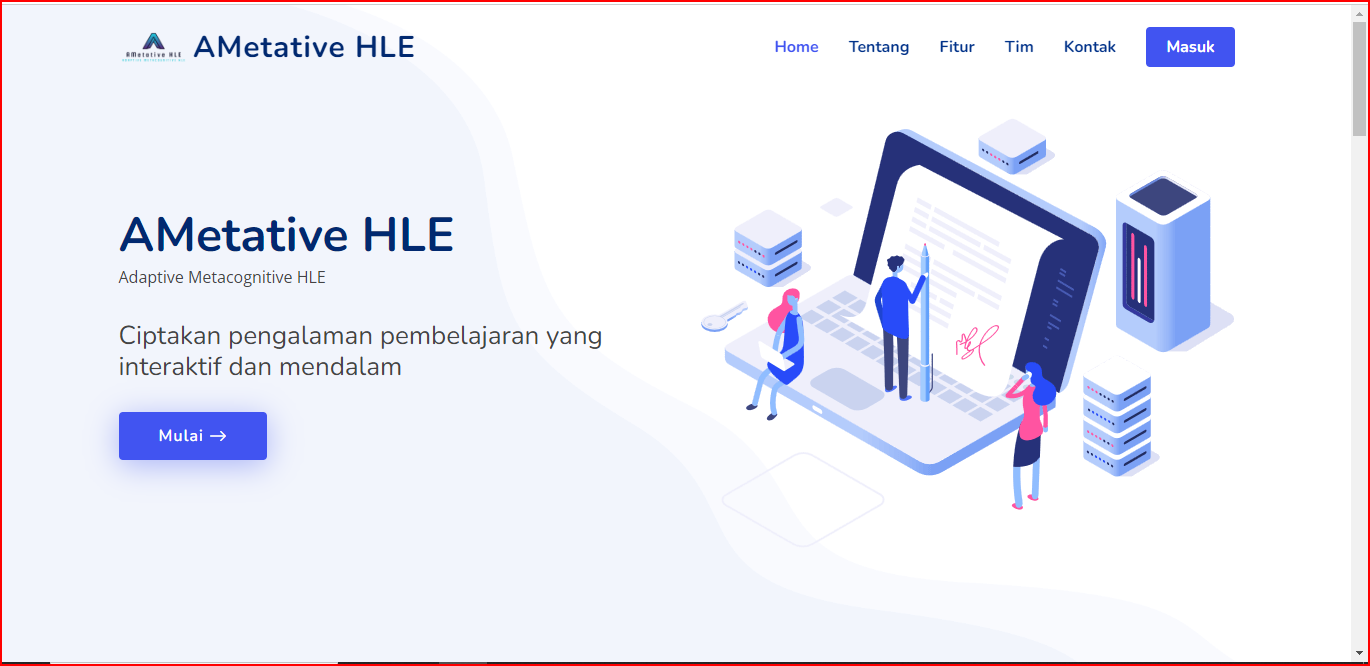 AMetative HLE
ADAPTIVE METACOGNITIVE HLE
AMetative HLE
Home
Tentang
Fitur
Tim
Kontak
Masuk
AMetative HLE
Adaptive Metacognitive HLE
Ciptakan pengalaman pembelajaran yang
interaktif dan mendalam
Mulai →